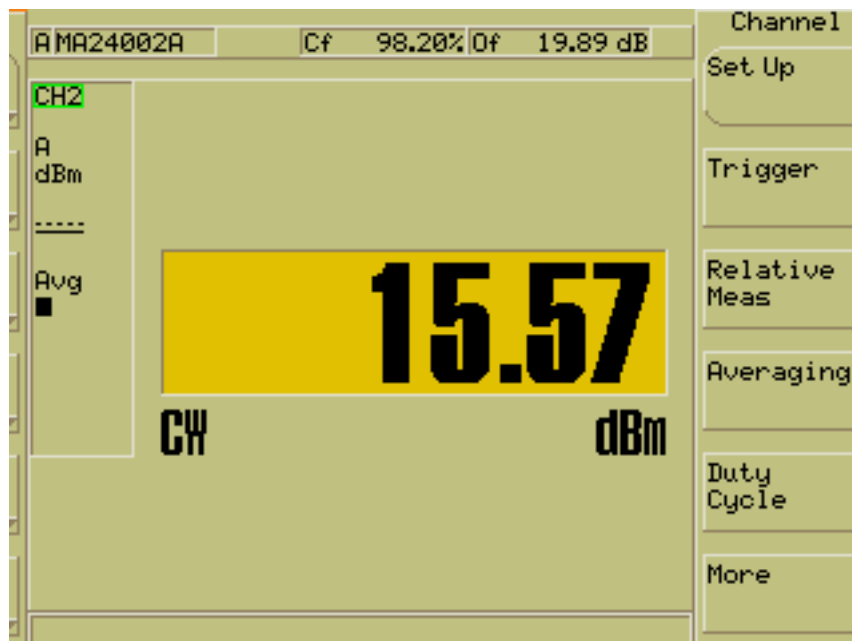 A MA24002A Cf 98.20% Of 19.89 dB
CH2
A
dBm
-----
Avg
15.57
CW dBm
Channel
Set Up
Trigger
Relative
Meas
Averaging
Duty
Cycle
More